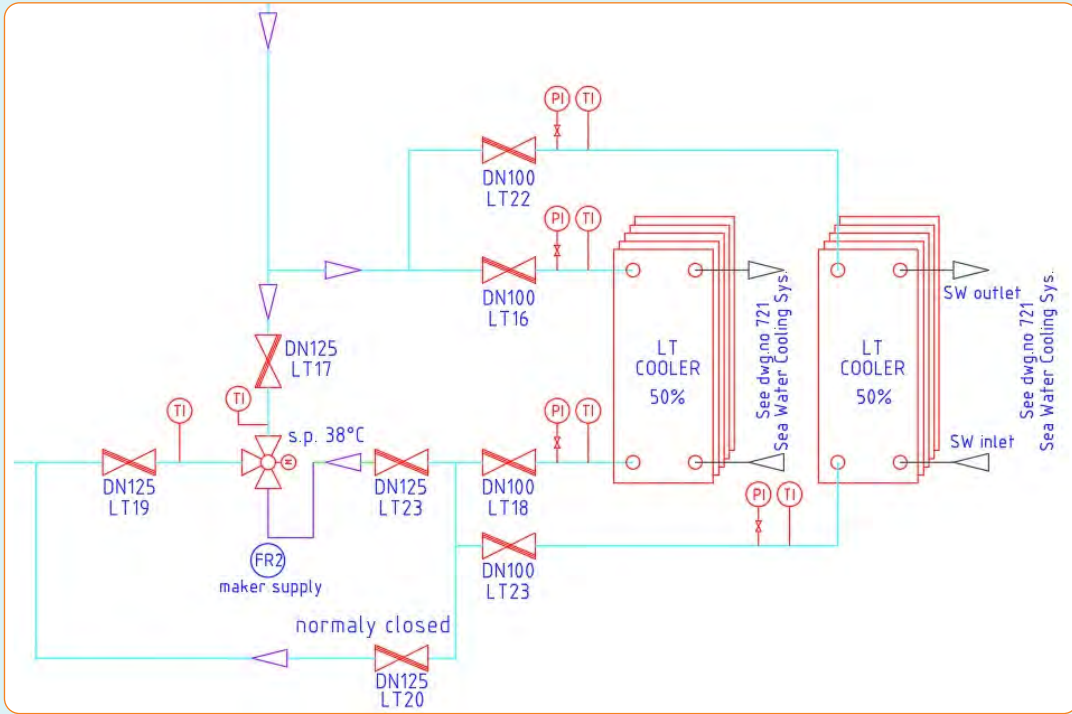 PI TI
DN100
LT22
PI TI
DN100
LT16
SW outlet
See dwg.no 721
Sea Water Cooling Sys.
See dwg.no 721
Sea Water Cooling Sys.
LT
COOLER
50%
LT
COOLER
50%
DN125
LT17
TI
TI
s.p. 38°C
M
PI TI
SW inlet
DN125
LT19
DN125
LT23
DN100
LT18
PI TI
FR2
maker supply
DN100
LT23
normaly closed
DN125
LT20